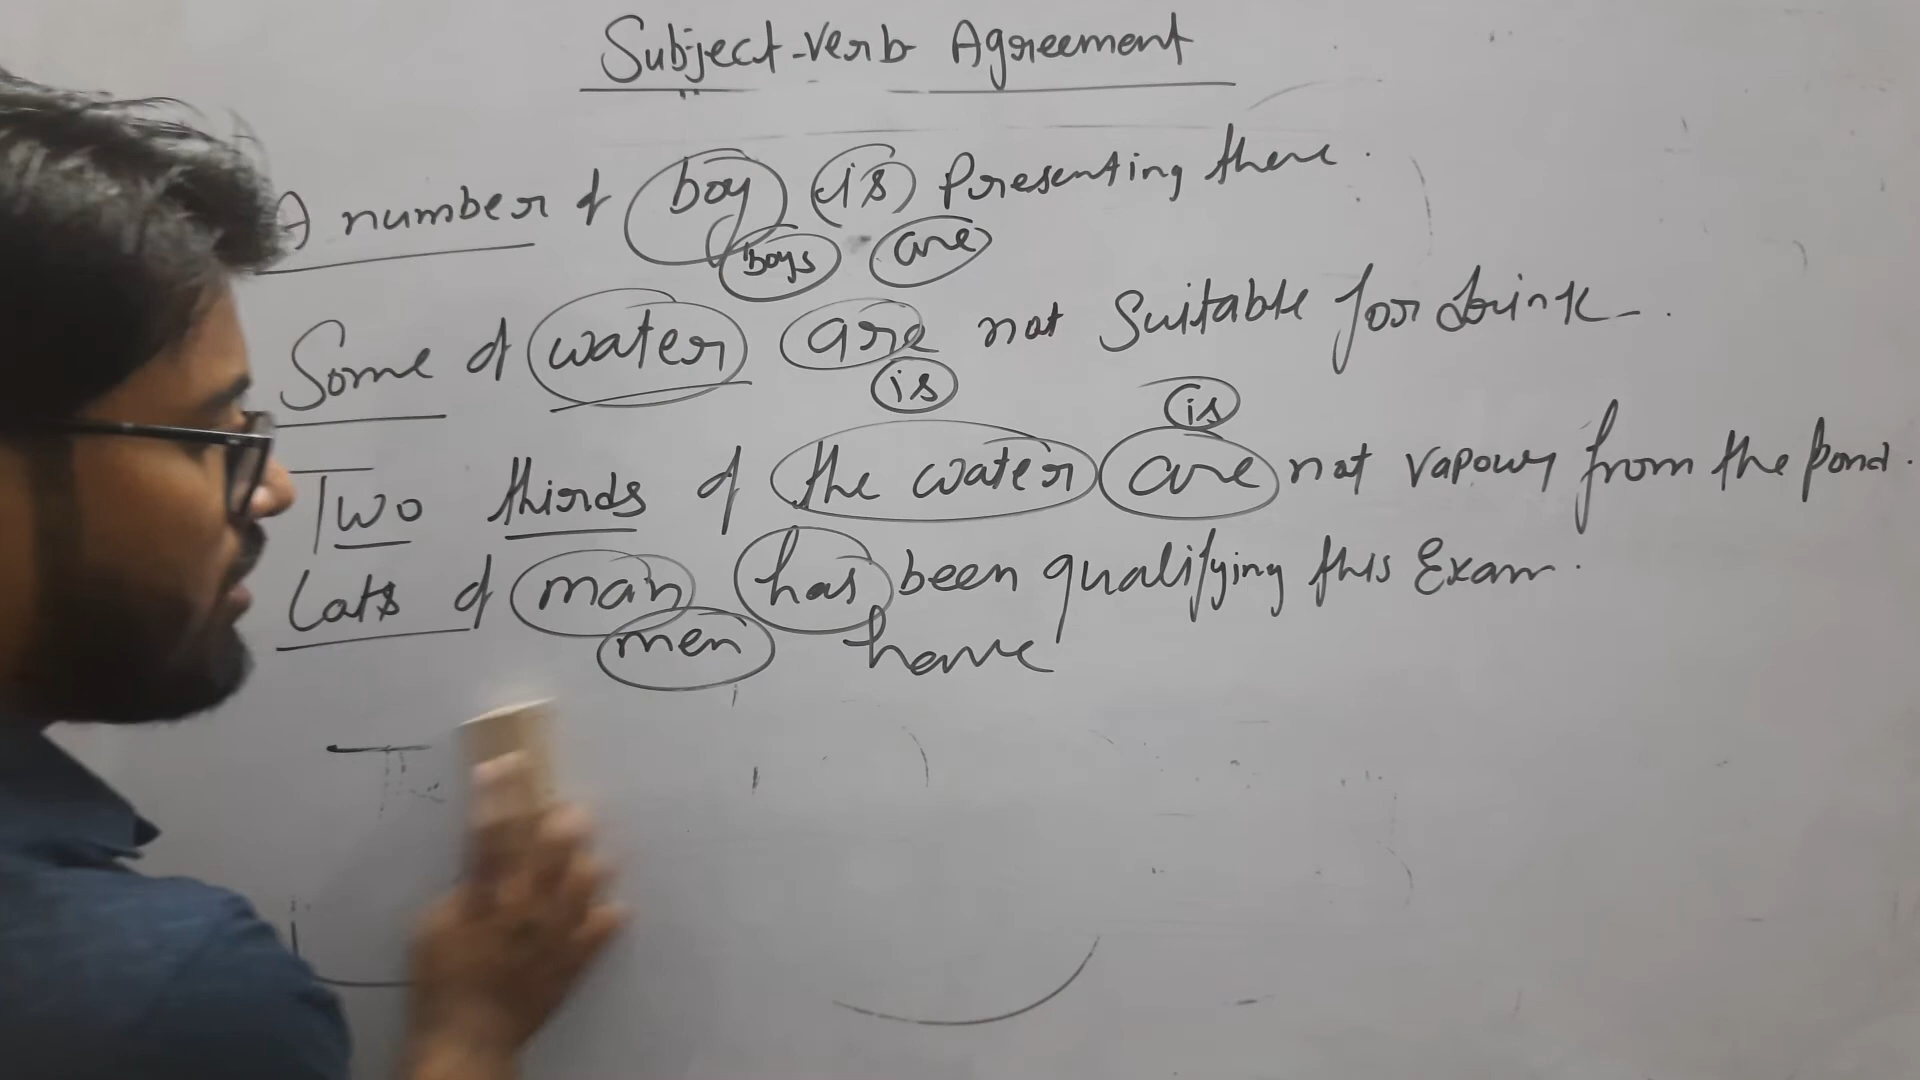 Subject-Verb Agreement
A number of boy is Presenting there.
boys are
Some of water are not Suitable for drink.
is
is
Two thirds of the water are not vapour from the pond.
Lots of man has been qualifying this Exam.
men have
Th